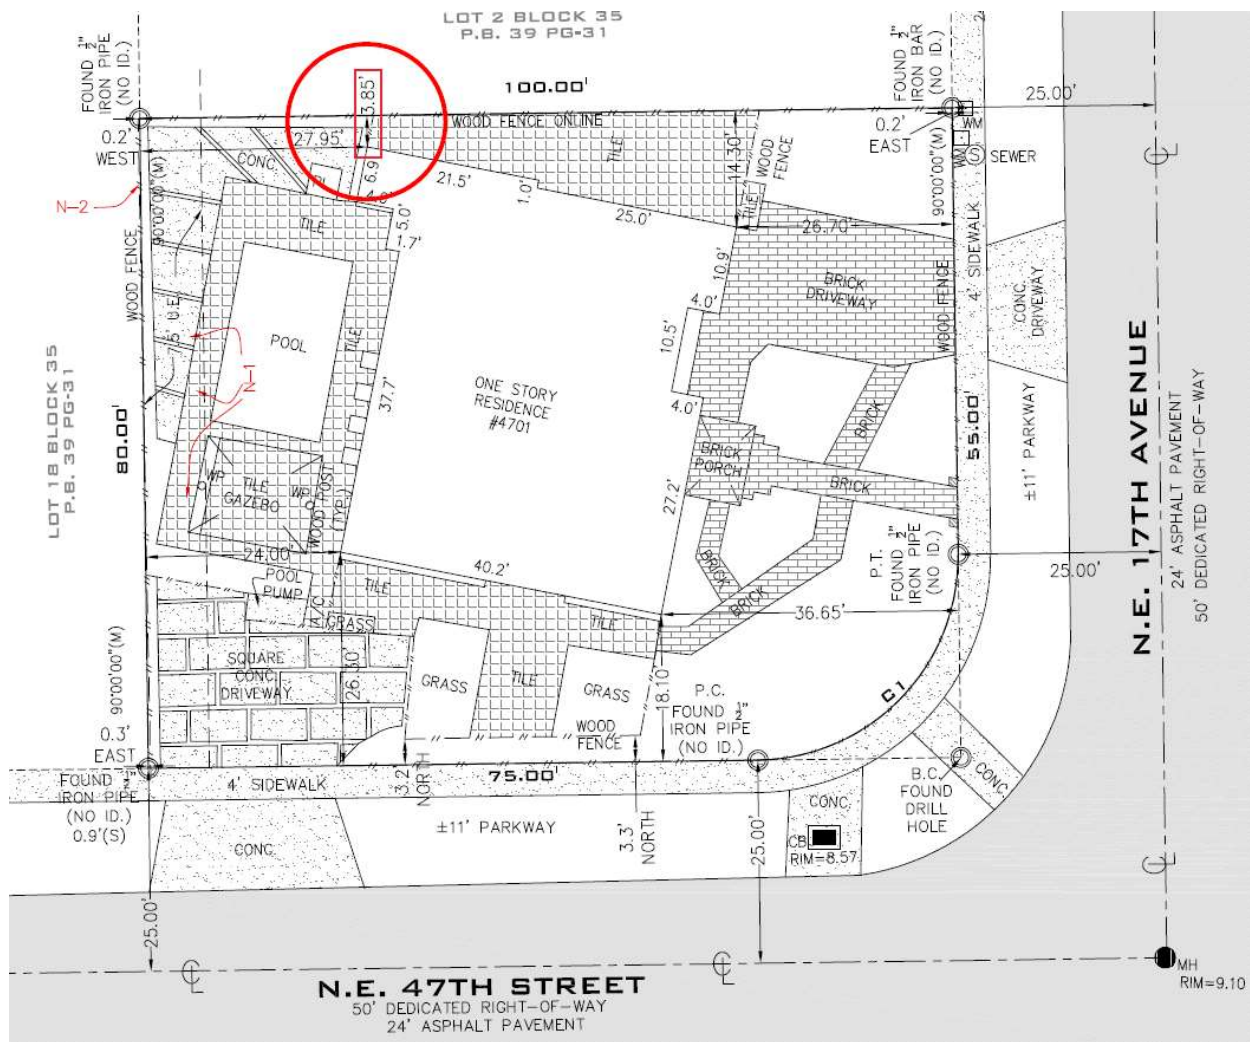 LOT 2 BLOCK 35
P.B. 39 PG-31
FOUND ½"
IRON PIPE
(NO ID.)
3.85'
100.00'
FOUND ½"
IRON BAR
(NO ID.)
25.00'
0.2'
WEST
27.95'
WOOD FENCE ONLINE
0.2'
EAST
WM
WM
S
SEWER
CONC.
6.9
4.0'
21.5'
1.0'
25.0'
TILE
14.30'
WOOD
FENCE
TILE
26.70'
90°00'00"(M)
N-2
90°00'00"(M)
WOOD FENCE
7.5' U.E.
TILE
5.0'
1.7'
10.9'
BRICK
DRIVEWAY
WOOD FENCE
4' SIDEWALK
CONC.
DRIVEWAY
POOL
TILE
N-1
4.0'
10.5'
LOT 18 BLOCK 35
P.B. 39 PG-31
80.00'
37.7'
ONE STORY
RESIDENCE
#4701
4.0'
BRICK
PORCH
BRICK
BRICK
55.00'
±11' PARKWAY
N.E. 17TH AVENUE
24' ASPHALT PAVEMENT
50' DEDICATED RIGHT-OF-WAY
WP
TILE
GAZEBO
WP
WOOD POST
(TYP.)
27.2'
24.00'
POOL
PUMP
A/C
40.2'
TILE
BRICK
BRICK
P.T.
FOUND ½"
IRON PIPE
(NO ID.)
25.00'
36.65'
GRASS
TILE
90°00'00"(M)
SQUARE
CONC.
DRIVEWAY
26.30'
GRASS
TILE
GRASS
18.10'
P.C.
FOUND ½"
IRON PIPE
(NO ID.)
C1
0.3'
EAST
WOOD
FENCE
FOUND ½"
IRON PIPE
(NO ID.)
0.9'(S)
4' SIDEWALK
3.2'
NORTH
75.00'
B.C.
FOUND
DRILL
HOLE
CONC.
CONC.
±11' PARKWAY
3.3'
NORTH
25.00'
CONC.
CB
RIM=8.57
25.00'
N.E. 47TH STREET
50' DEDICATED RIGHT-OF-WAY
24' ASPHALT PAVEMENT
MH
RIM=9.10